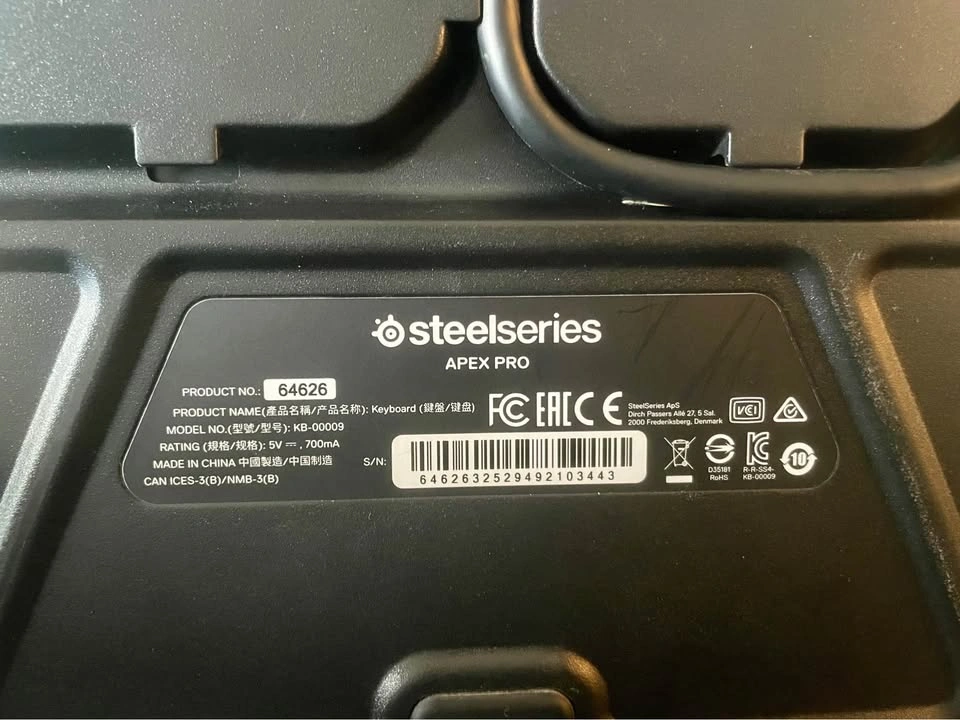 steelseries
APEX PRO
PRODUCT NO.: 64626
PRODUCT NAME(產品名稱/产品名称): Keyboard (鍵盤/键盘)
MODEL NO.(型號/型号): KB-00009
RATING (規格/规格): 5V ⎓ , 700mA
MADE IN CHINA 中國製造/中国制造
CAN ICES-3(B)/NMB-3(B)
FC EAC CE
SteelSeries ApS
Dirch Passers Allé 27, 5 Sal.
2000 Frederiksberg, Denmark
VCI
S/N:
6462632529492103443
D35181
RoHS
R-R-SS4-
KB-00009
10